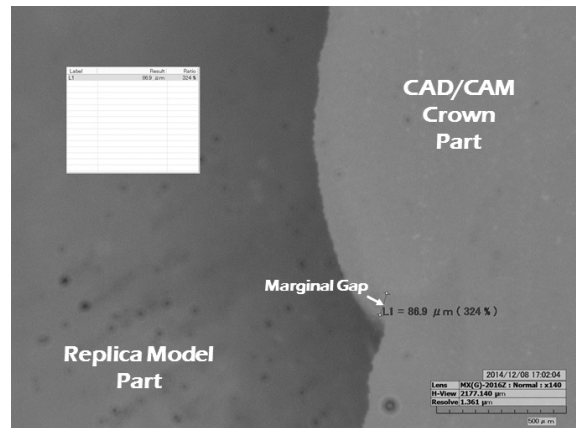 Label Result Ratio
L1 86.9 μm 324 %
CAD/CAM
Crown
Part
Marginal Gap
L1 = 86.9 μm ( 324 % )
Replica Model
Part
2014/12/08 17:02:04
Lens MX(G)-2016Z : Normal : x140
H-View 2177.140 μm
Resolve 1.361 μm
500 μm